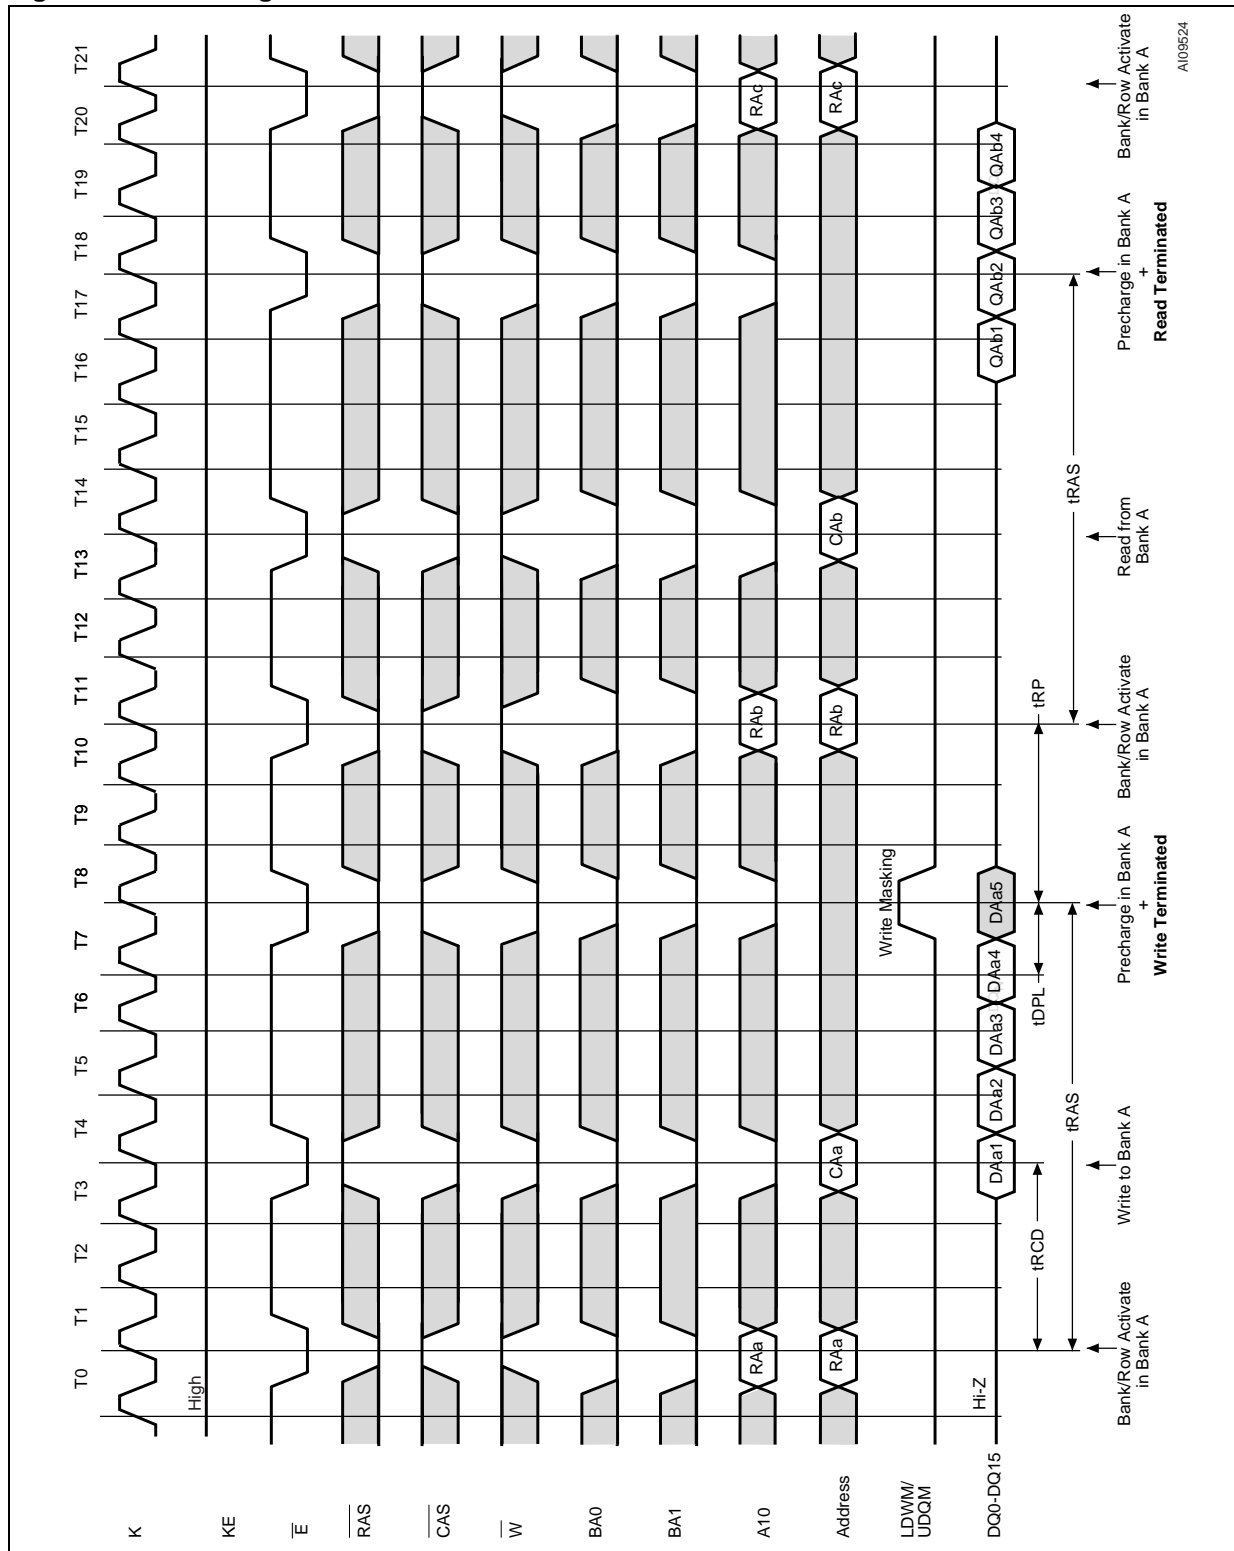 T0 T1 T2 T3 T4 T5 T6 T7 T8 T9 T10 T11 T12 T13 T14 T15 T16 T17 T18 T19 T20 T21
K
KE High
E
RAS
CAS
W
BA0
BA1
A10 RAa RAb RAc
Address RAa CAa RAb CAb RAc
Write Masking
LDWM/
UDQM
DQ0-DQ15 Hi-Z DAa1 DAa2 DAa3 DAa4 DAa5 QAb1 QAb2 QAb3 QAb4
tRCD tDPL tRP
tRAS tRAS
Bank/Row Activate
in Bank A
Write to Bank A
Precharge in Bank A
+
Write Terminated
Bank/Row Activate
in Bank A
Read from
Bank A
Precharge in Bank A
+
Read Terminated
Bank/Row Activate
in Bank A
AI09524